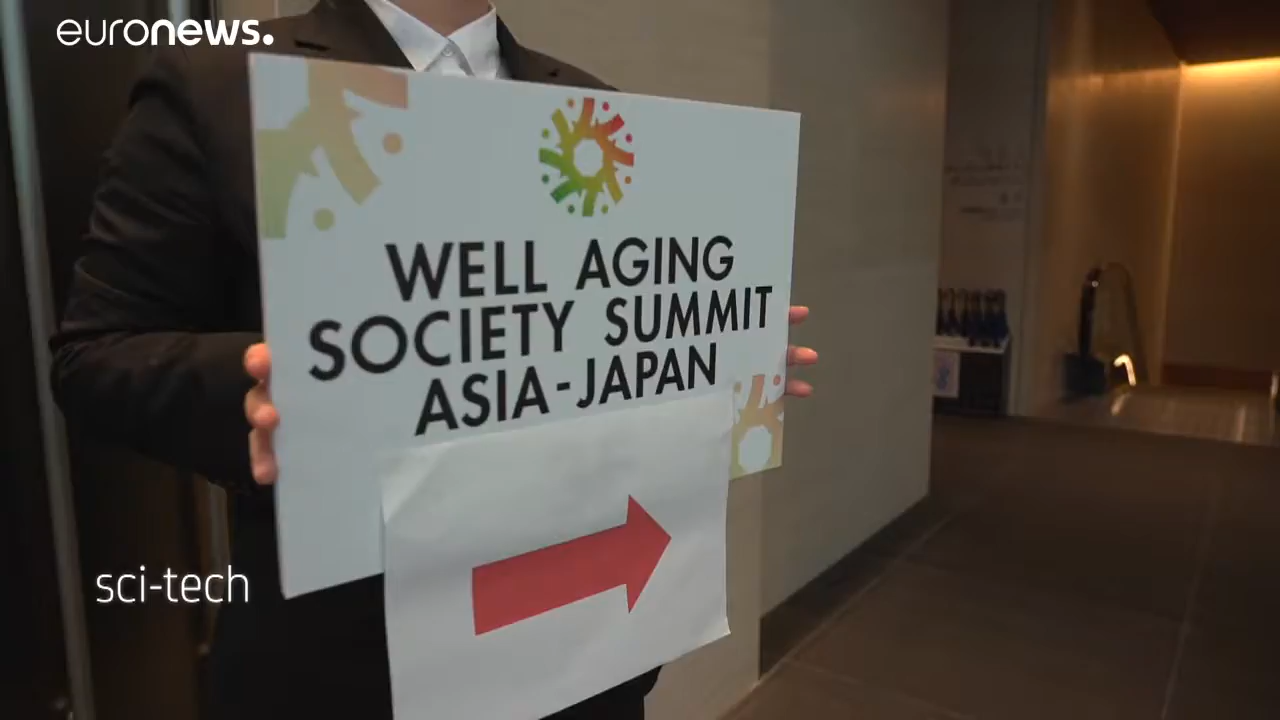 euronews.
WELL AGING
SOCIETY SUMMIT
ASIA-JAPAN
sci-tech